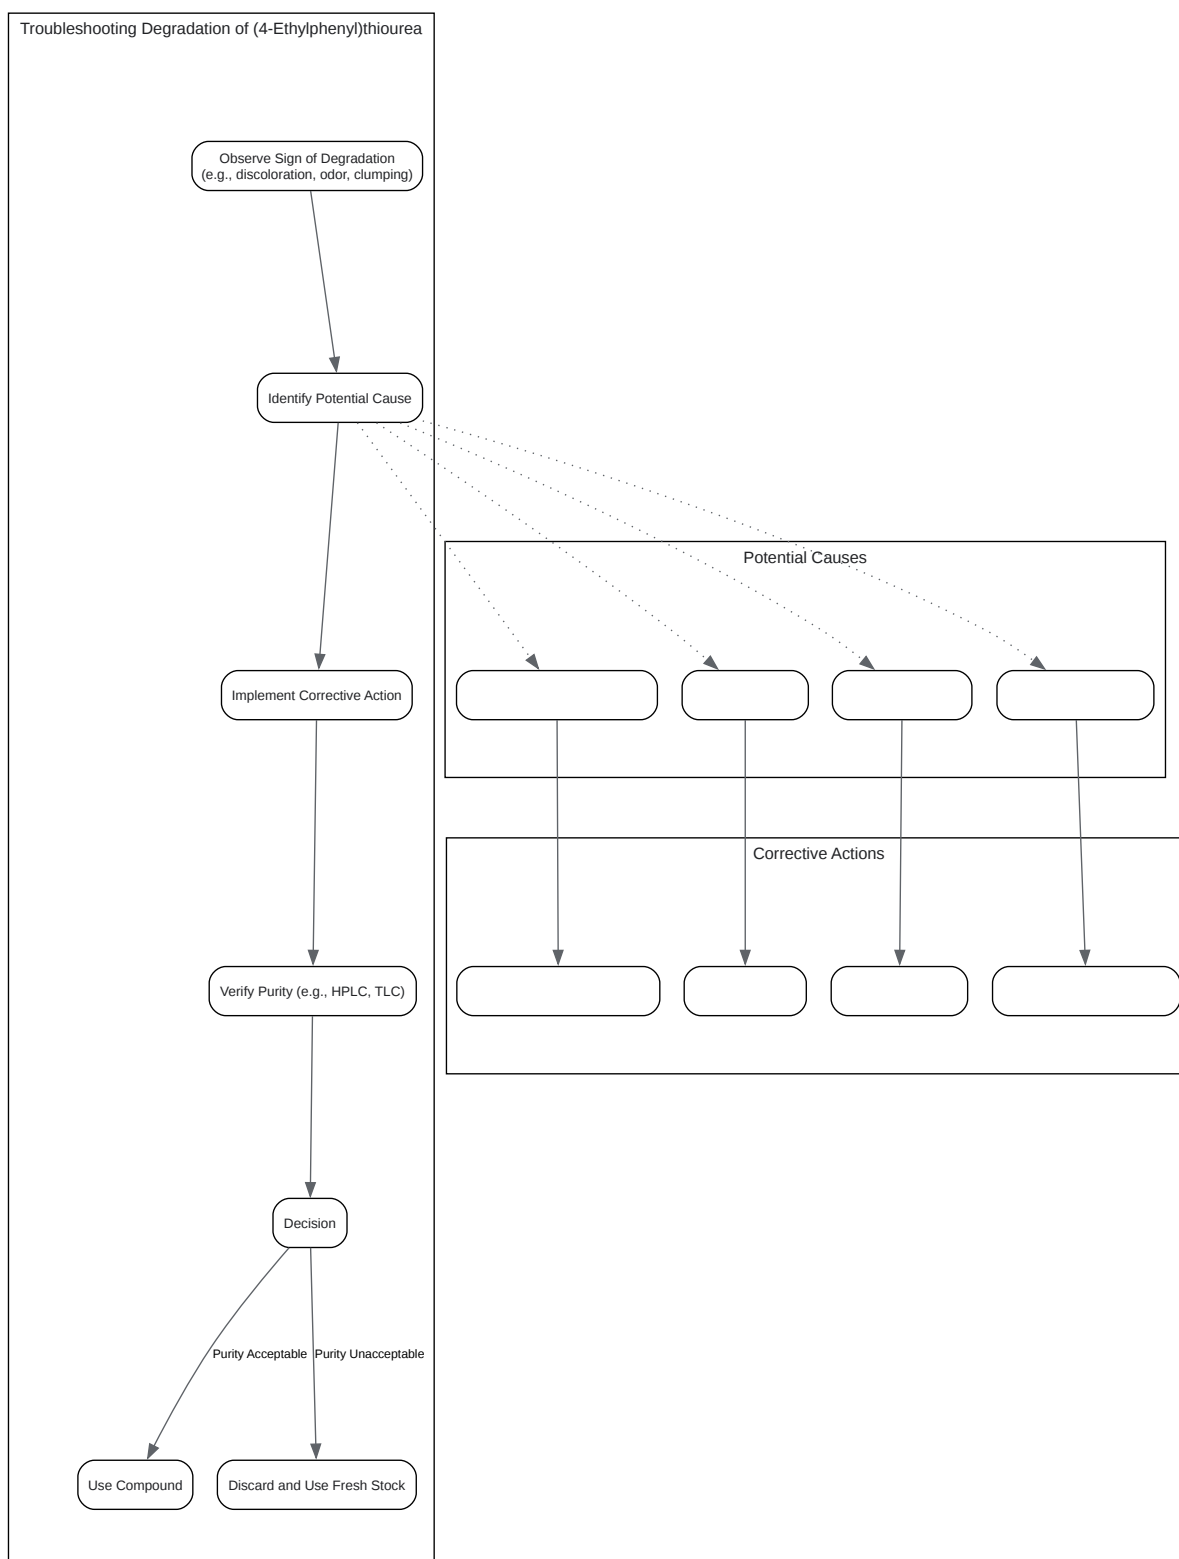 Troubleshooting Degradation of (4-Ethylphenyl)thiourea
Observe Sign of Degradation
(e.g., discoloration, odor, clumping)
Identify Potential Cause
Potential Causes
Implement Corrective Action
Corrective Actions
Verify Purity (e.g., HPLC, TLC)
Decision
Purity Acceptable
Purity Unacceptable
Use Compound
Discard and Use Fresh Stock